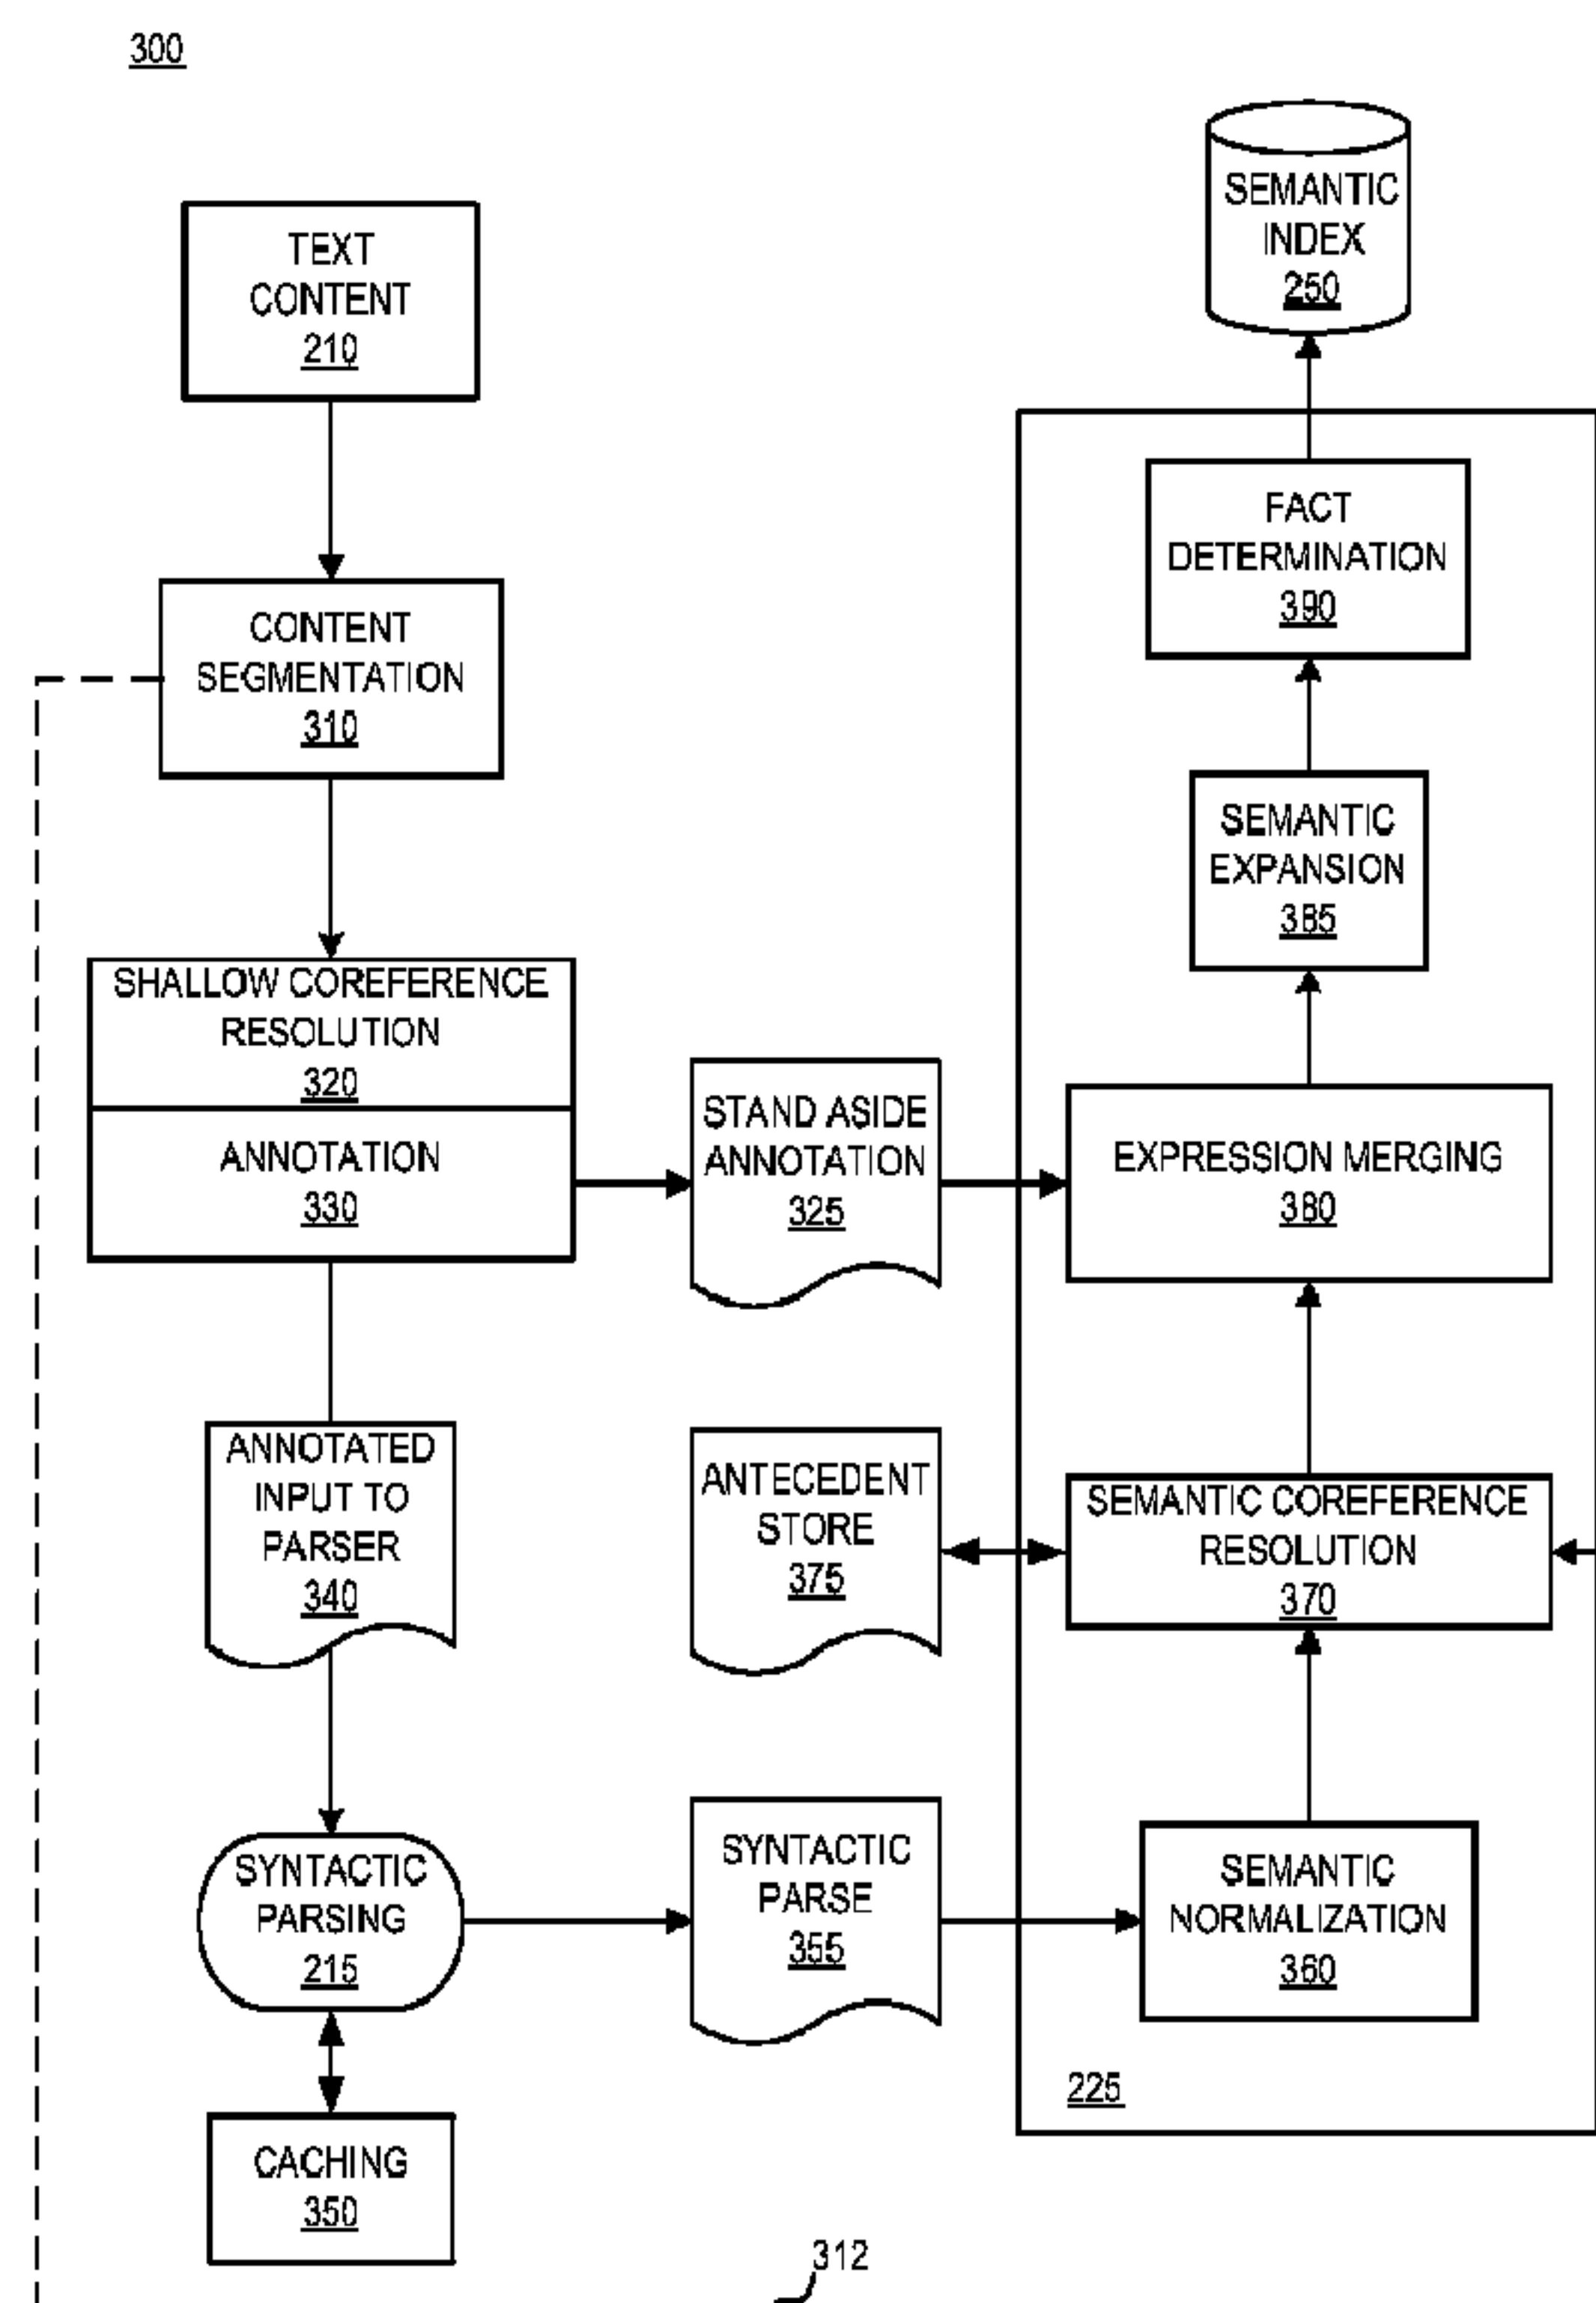 300
TEXT
CONTENT
210
CONTENT
SEGMENTATION
310
SHALLOW COREFERENCE
RESOLUTION
320
ANNOTATION
330
ANNOTATED
INPUT TO
PARSER
340
SYNTACTIC
PARSING
215
CACHING
350
STAND ASIDE
ANNOTATION
325
ANTECEDENT
STORE
375
SYNTACTIC
PARSE
355
SEMANTIC
INDEX
250
FACT
DETERMINATION
390
SEMANTIC
EXPANSION
385
EXPRESSION MERGING
380
SEMANTIC COREFERENCE
RESOLUTION
370
SEMANTIC
NORMALIZATION
360
225
312